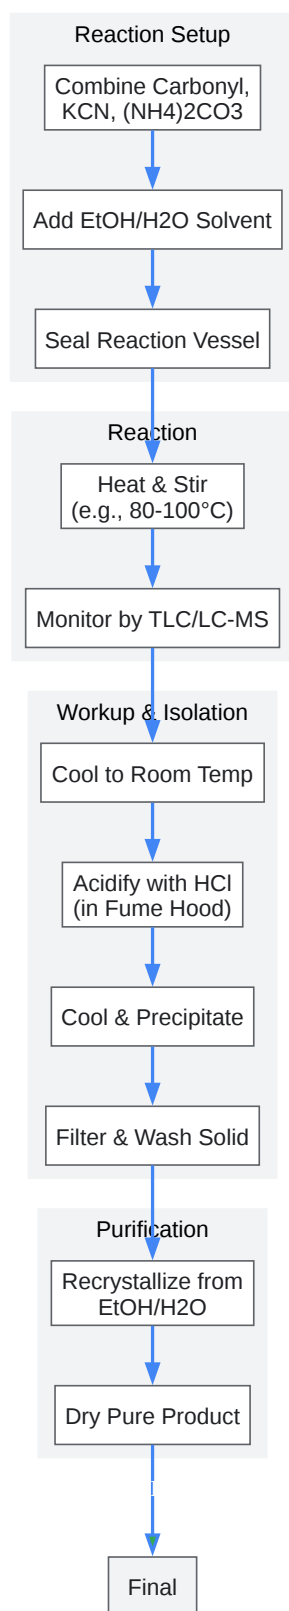 Reaction Setup
Combine Carbonyl,
KCN, (NH4)2CO3
Add EtOH/H2O Solvent
Seal Reaction Vessel
Reaction
Heat & Stir
(e.g., 80-100°C)
Monitor by TLC/LC-MS
Workup & Isolation
Cool to Room Temp
Acidify with HCl
(in Fume Hood)
Cool & Precipitate
Filter & Wash Solid
Purification
Recrystallize from
EtOH/H2O
Dry Pure Product
Final